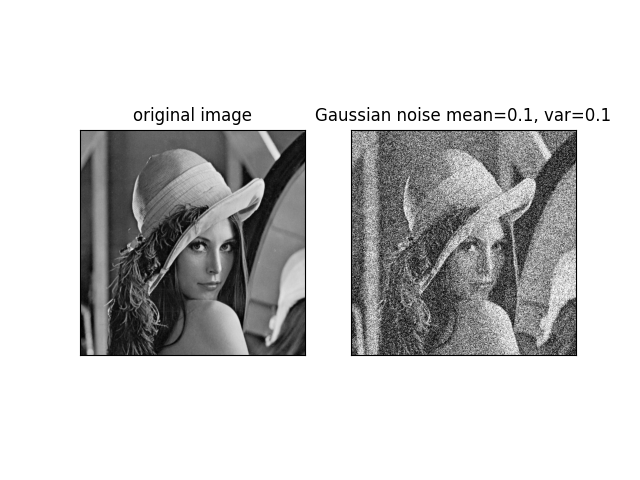 original image
Gaussian noise mean=0.1, var=0.1